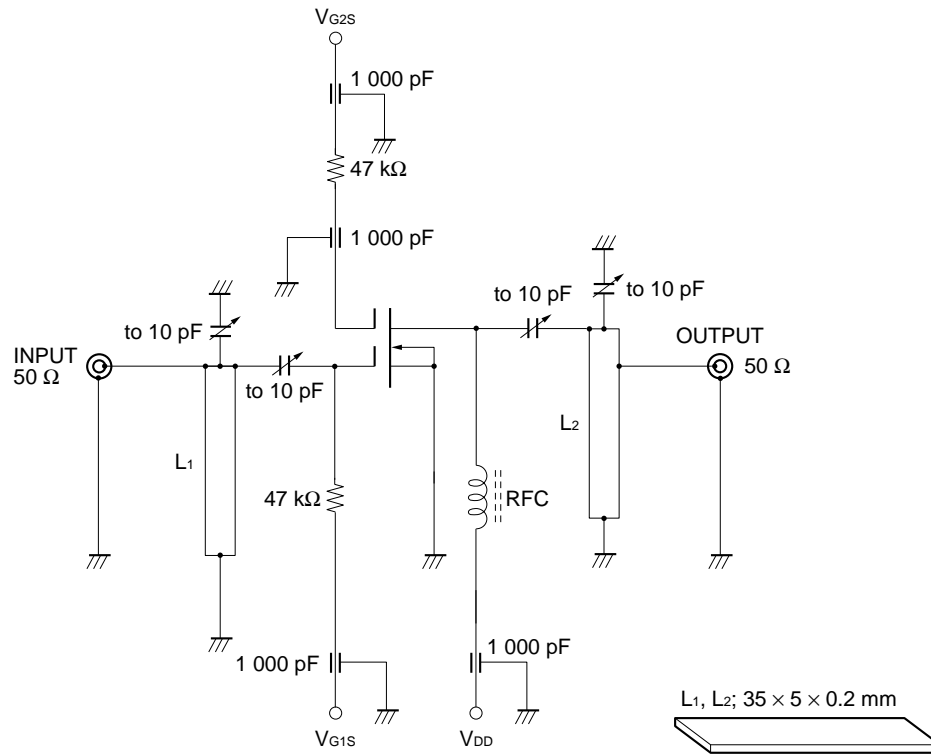 VG2S
1 000 pF
47 kΩ
1 000 pF
to 10 pF
to 10 pF
to 10 pF
INPUT
50 Ω
to 10 pF
OUTPUT
50 Ω
L1
L2
47 kΩ
RFC
1 000 pF
1 000 pF
VG1S
VDD
L1, L2; 35 × 5 × 0.2 mm